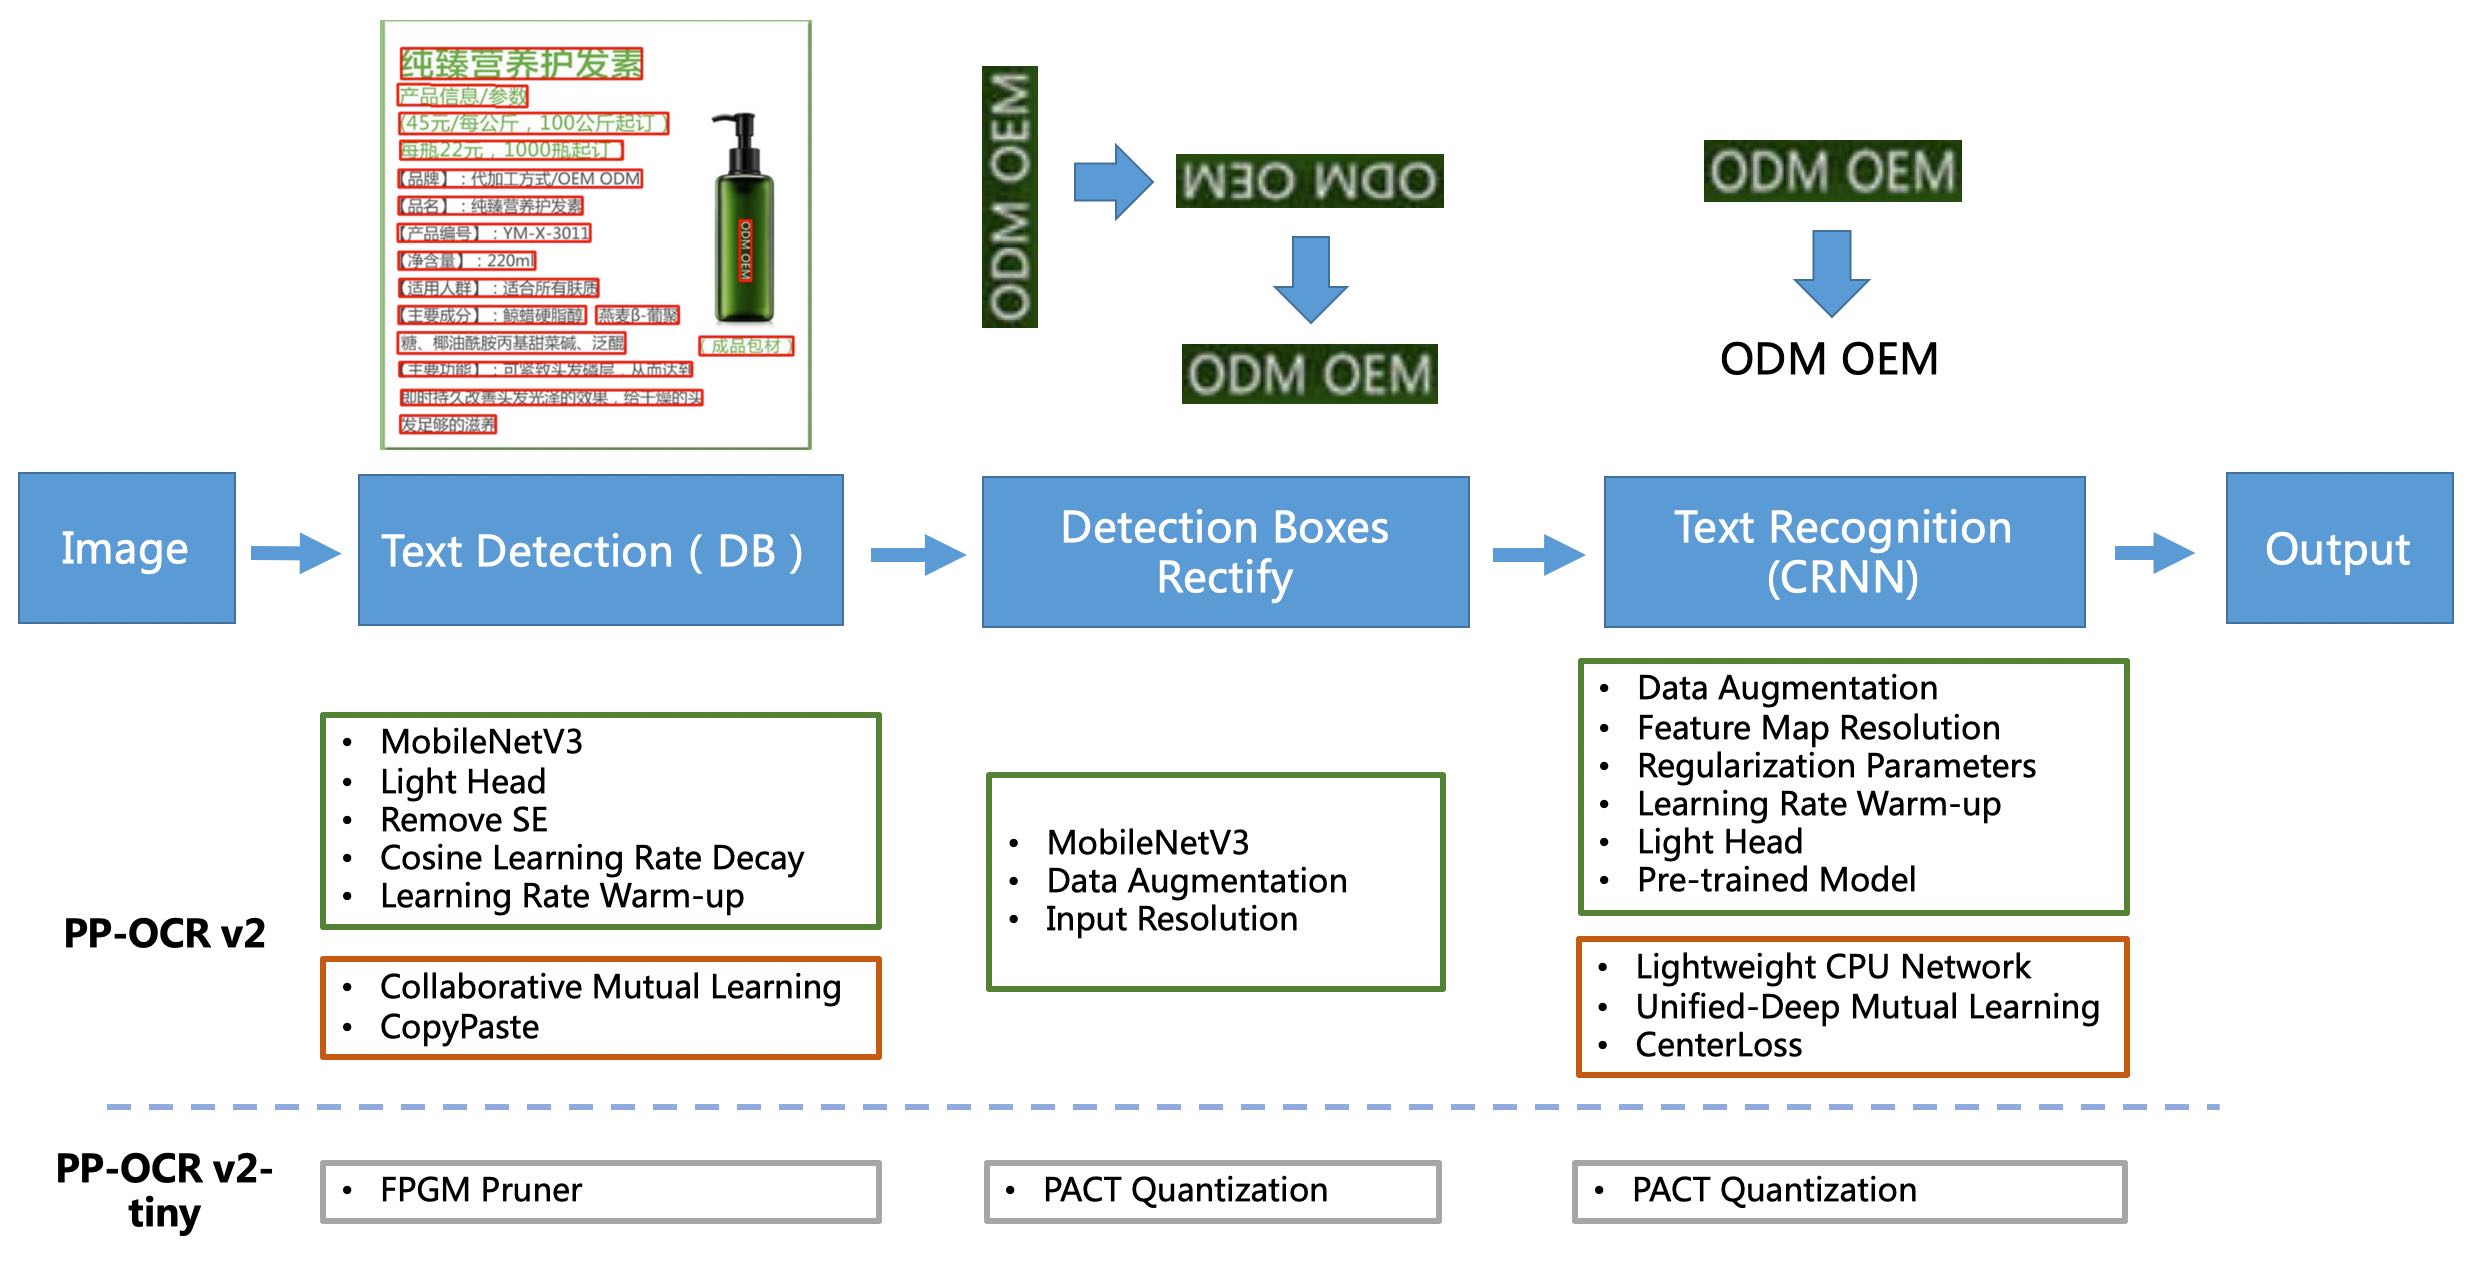 纯臻营养护发素
产品信息/参数
(45元/每公斤，100公斤起订)
每瓶22元，1000瓶起订
【品牌】：代加工方式/OEM ODM
【品名】：纯臻营养护发素
【产品编号】：YM-X-3011
【净含量】：220ml
【适用人群】：适合所有肤质
【主要成分】：鲸蜡硬脂醇 燕麦β-葡聚
糖、椰油酰胺丙基甜菜碱、泛醌
【主要功能】：可紧致头发磷层，从而达到
即时持久改善头发光泽的效果，给干燥的头
发足够的滋养
ODM OEM
(成品包材)
ODM OEM
ODM OEM
ODM OEM
ODM OEM
ODM OEM
Image
Text Detection（DB）
Detection Boxes
Rectify
Text Recognition
(CRNN)
Output
PP-OCR v2
• MobileNetV3
• Light Head
• Remove SE
• Cosine Learning Rate Decay
• Learning Rate Warm-up
• Collaborative Mutual Learning
• CopyPaste
• MobileNetV3
• Data Augmentation
• Input Resolution
• Data Augmentation
• Feature Map Resolution
• Regularization Parameters
• Learning Rate Warm-up
• Light Head
• Pre-trained Model
• Lightweight CPU Network
• Unified-Deep Mutual Learning
• CenterLoss
PP-OCR v2-
tiny
• FPGM Pruner
• PACT Quantization
• PACT Quantization